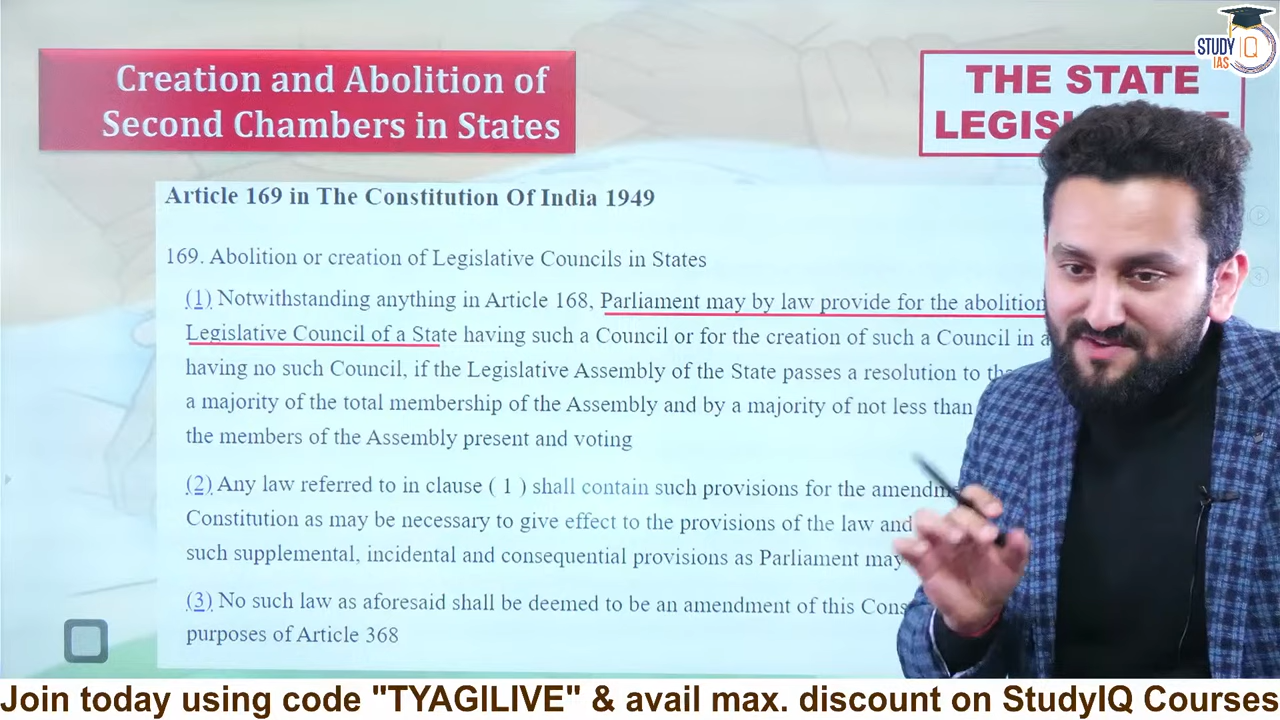 STUDY IQ
IAS
Creation and Abolition of
Second Chambers in States
THE STATE
LEGIS
Article 169 in The Constitution Of India 1949
169. Abolition or creation of Legislative Councils in States
(1) Notwithstanding anything in Article 168, Parliament may by law provide for the abolition
Legislative Council of a State having such a Council or for the creation of such a Council in a
having no such Council, if the Legislative Assembly of the State passes a resolution to
a majority of the total membership of the Assembly and by a majority of not less than
the members of the Assembly present and voting
(2) Any law referred to in clause ( 1 ) shall contain such provisions for the
Constitution as may be necessary to give effect to the provisions of the law and
such supplemental, incidental and consequential provisions as Parliament may
(3) No such law as aforesaid shall be deemed to be an amendment of this
purposes of Article 368
Join today using code "TYAGILIVE" & avail max. discount on StudyIQ Courses